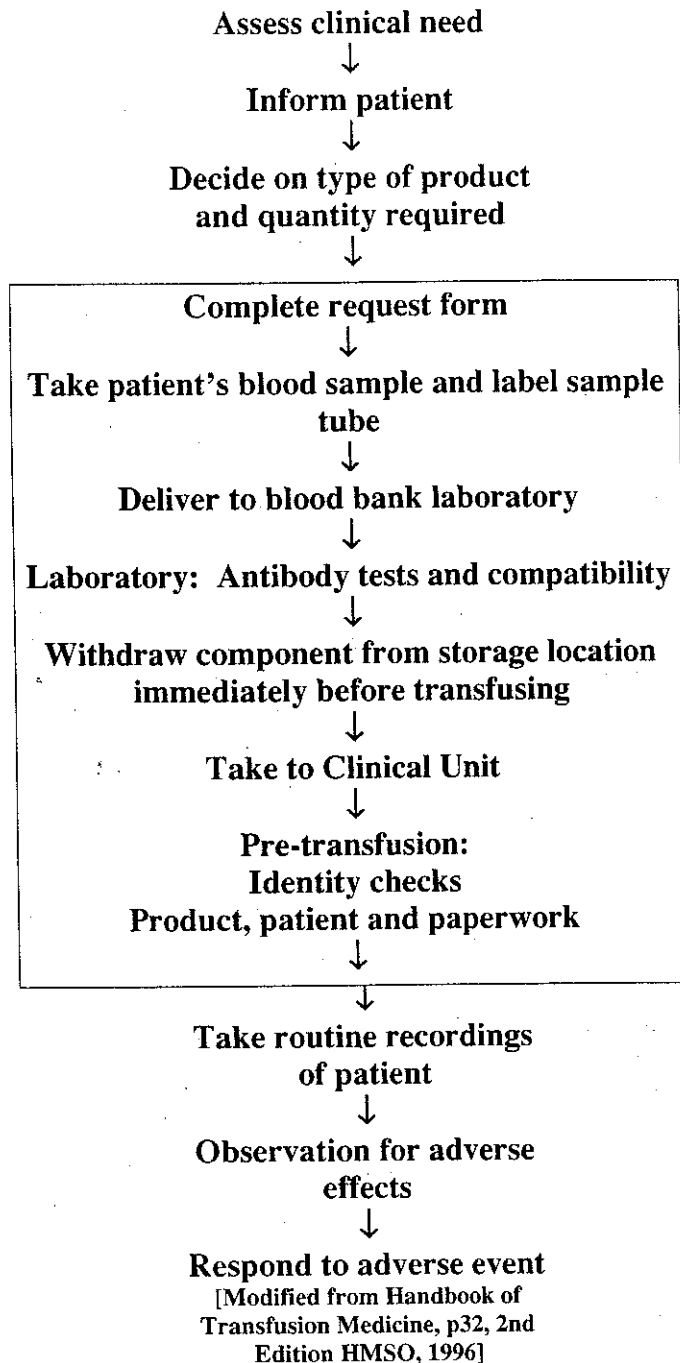 Assess clinical need
↓
Inform patient
↓
Decide on type of product
and quantity required
↓
Complete request form
↓
Take patient's blood sample and label sample
tube
↓
Deliver to blood bank laboratory
↓
Laboratory: Antibody tests and compatibility
↓
Withdraw component from storage location
immediately before transfusing
↓
Take to Clinical Unit
↓
Pre-transfusion:
Identity checks
Product, patient and paperwork
↓
↓
Take routine recordings
of patient
↓
Observation for adverse
effects
↓
Respond to adverse event
[Modified from Handbook of
Transfusion Medicine, p32, 2nd
Edition HMSO, 1996]